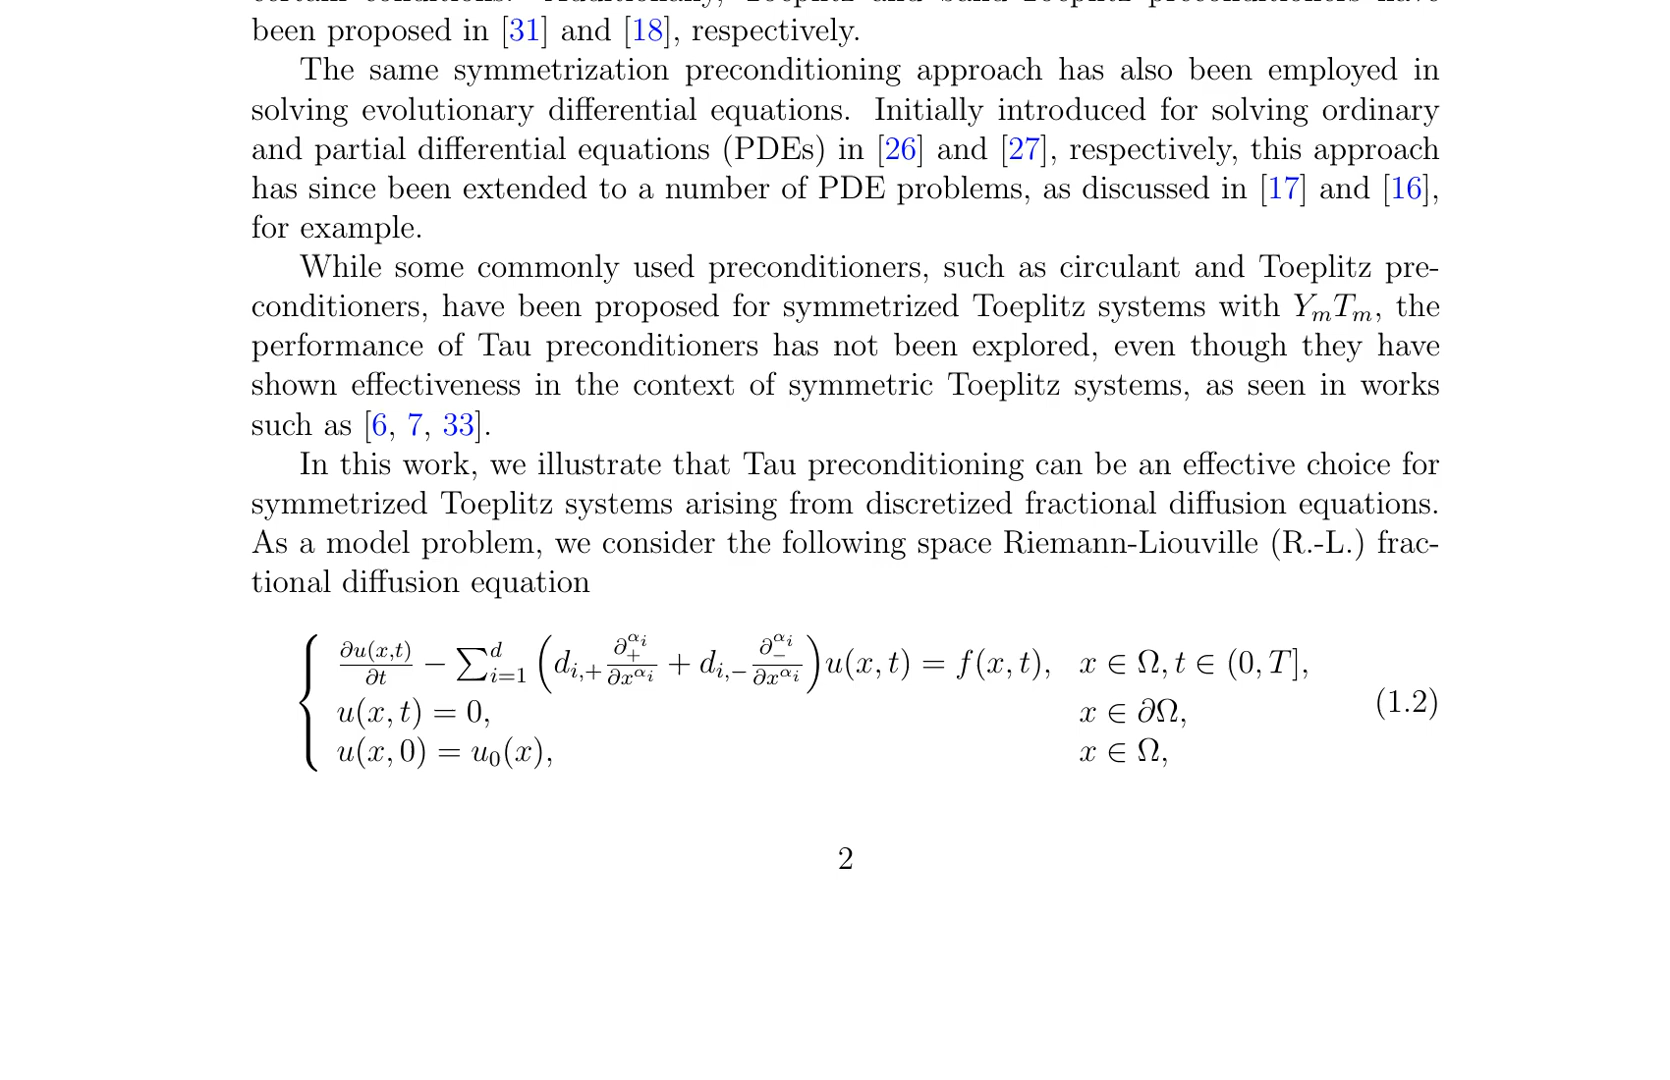 been proposed in [31] and [18], respectively.
The same symmetrization preconditioning approach has also been employed in
solving evolutionary differential equations. Initially introduced for solving ordinary
and partial differential equations (PDEs) in [26] and [27], respectively, this approach
has since been extended to a number of PDE problems, as discussed in [17] and [16],
for example.
While some commonly used preconditioners, such as circulant and Toeplitz pre-
conditioners, have been proposed for symmetrized Toeplitz systems with $Y_m T_m$, the
performance of Tau preconditioners has not been explored, even though they have
shown effectiveness in the context of symmetric Toeplitz systems, as seen in works
such as [6, 7, 33].
In this work, we illustrate that Tau preconditioning can be an effective choice for
symmetrized Toeplitz systems arising from discretized fractional diffusion equations.
As a model problem, we consider the following space Riemann-Liouville (R.-L.) frac-
tional diffusion equation
$\frac{\partial u(x,t)}{\partial t} - \sum_{i=1}^{d} \left( d_{i,+} \frac{\partial_+^{\alpha_i}}{\partial x^{\alpha_i}} + d_{i,-} \frac{\partial_-^{\alpha_i}}{\partial x^{\alpha_i}} \right) u(x,t) = f(x,t), \quad x \in \Omega, t \in (0,T],$
$u(x,t) = 0, \quad x \in \partial\Omega,$ (1.2)
$u(x,0) = u_0(x), \quad x \in \Omega,$
2